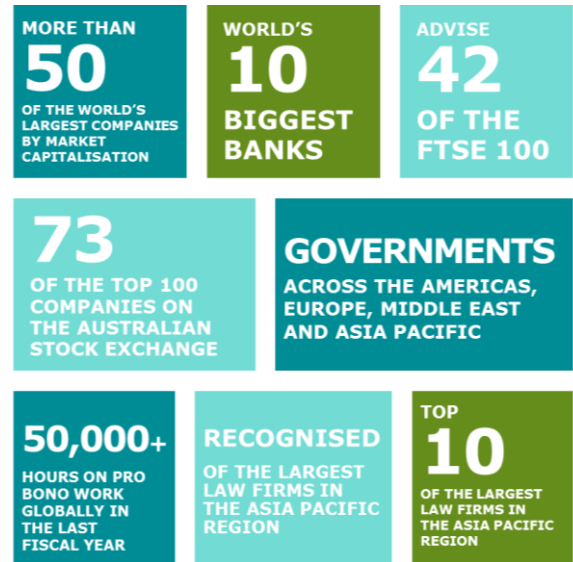 MORE THAN
50
OF THE WORLD'S
LARGEST COMPANIES
BY MARKET
CAPITALISATION
WORLD'S
10
BIGGEST
BANKS
ADVISE
42
OF THE
FTSE 100
73
OF THE TOP 100
COMPANIES ON
THE AUSTRALIAN
STOCK EXCHANGE
GOVERNMENTS
ACROSS THE AMERICAS,
EUROPE, MIDDLE EAST
AND ASIA PACIFIC
50,000+
HOURS ON PRO
BONO WORK
GLOBALLY IN
THE LAST
FISCAL YEAR
RECOGNISED
OF THE LARGEST
LAW FIRMS IN
THE ASIA PACIFIC
REGION
TOP
10
OF THE LARGEST
LAW FIRMS IN
THE ASIA PACIFIC
REGION